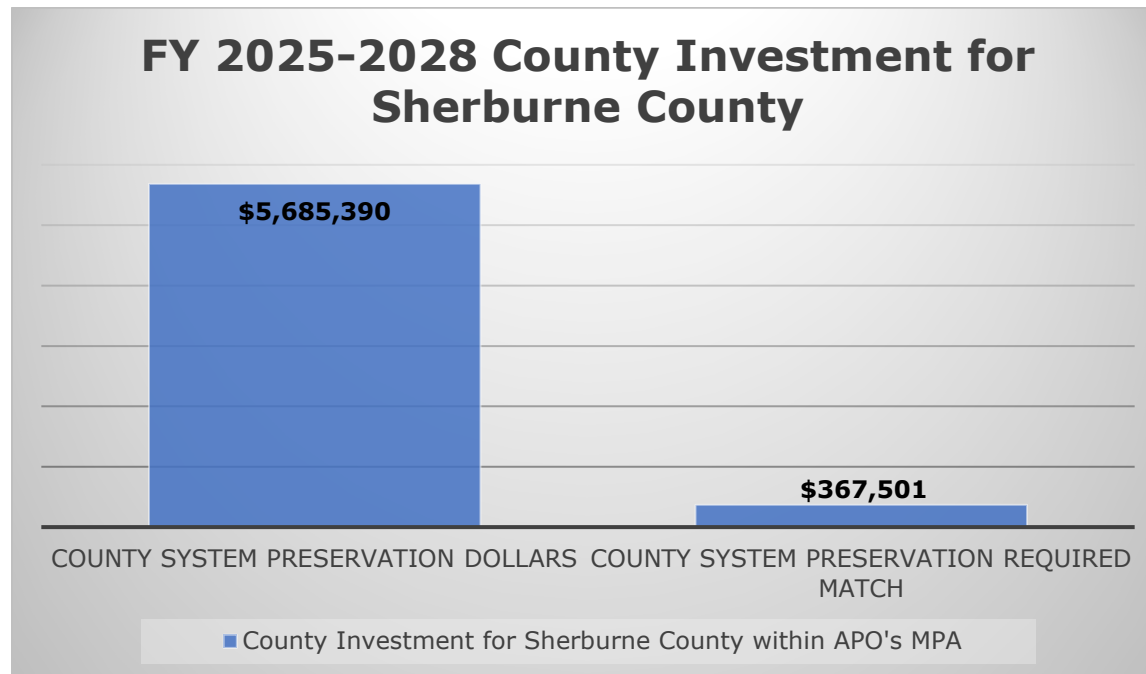 FY 2025-2028 County Investment for
Sherburne County
$5,685,390
$367,501
COUNTY SYSTEM PRESERVATION DOLLARS
COUNTY SYSTEM PRESERVATION REQUIRED
MATCH
County Investment for Sherburne County within APO's MPA